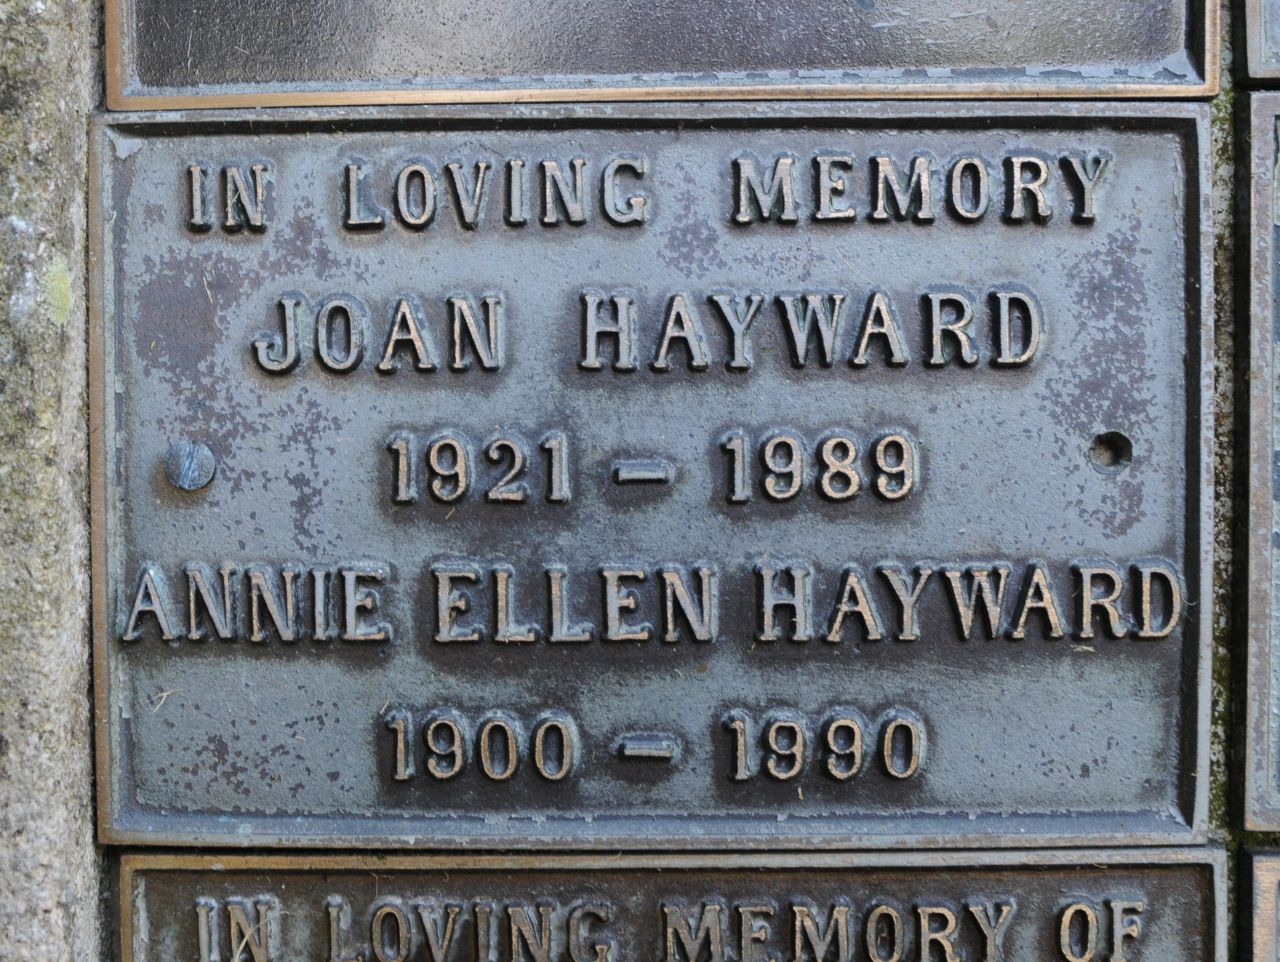 IN LOVING MEMORY
JOAN HAYWARD
1921 - 1989
ANNIE ELLEN HAYWARD
1900 - 1990
IN LOVING MEMORY OF